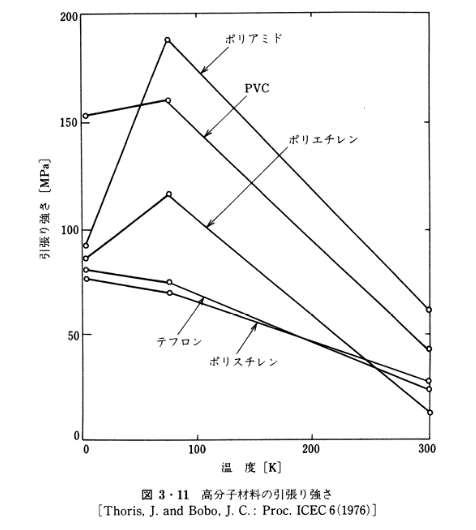 200
150
100
50
0
引張り強さ [MPa]
ポリアミド
PVC
ポリエチレン
テフロン
ポリスチレン
0 100 200 300
温 度 [K]
図 3・11 高分子材料の引張り強さ
[Thoris, J. and Bobo, J. C. : Proc. ICEC 6 (1976)]